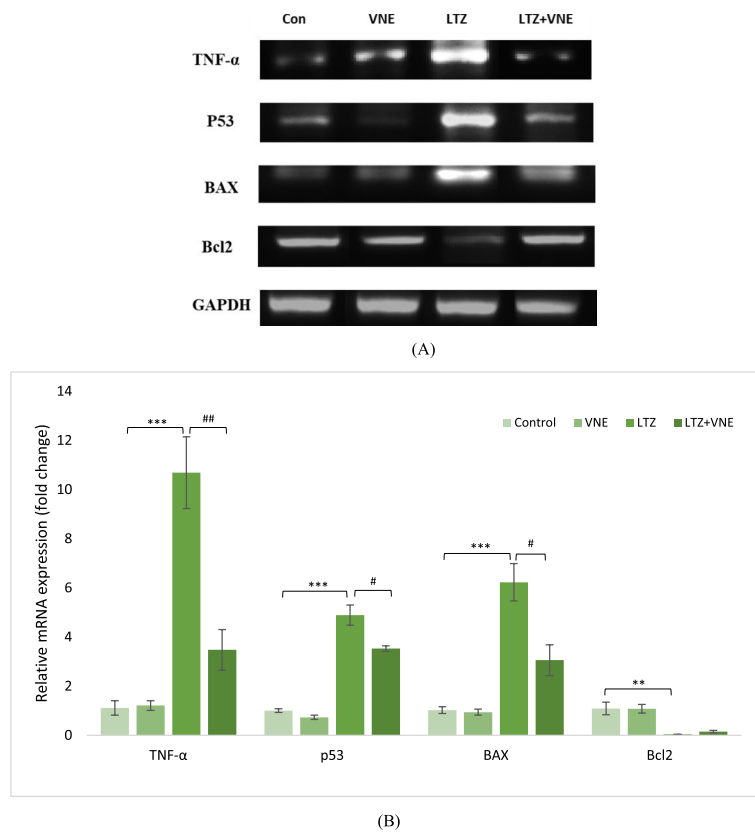 Con VNE LTZ LTZ+VNE
TNF-α
P53
BAX
Bcl2
GAPDH
(A)
Relative mRNA expression (fold change)
14
12
10
8
6
4
2
0
Control VNE LTZ LTZ+VNE
*** ##
*** #
*** #
**
TNF-α p53 BAX Bcl2
(B)